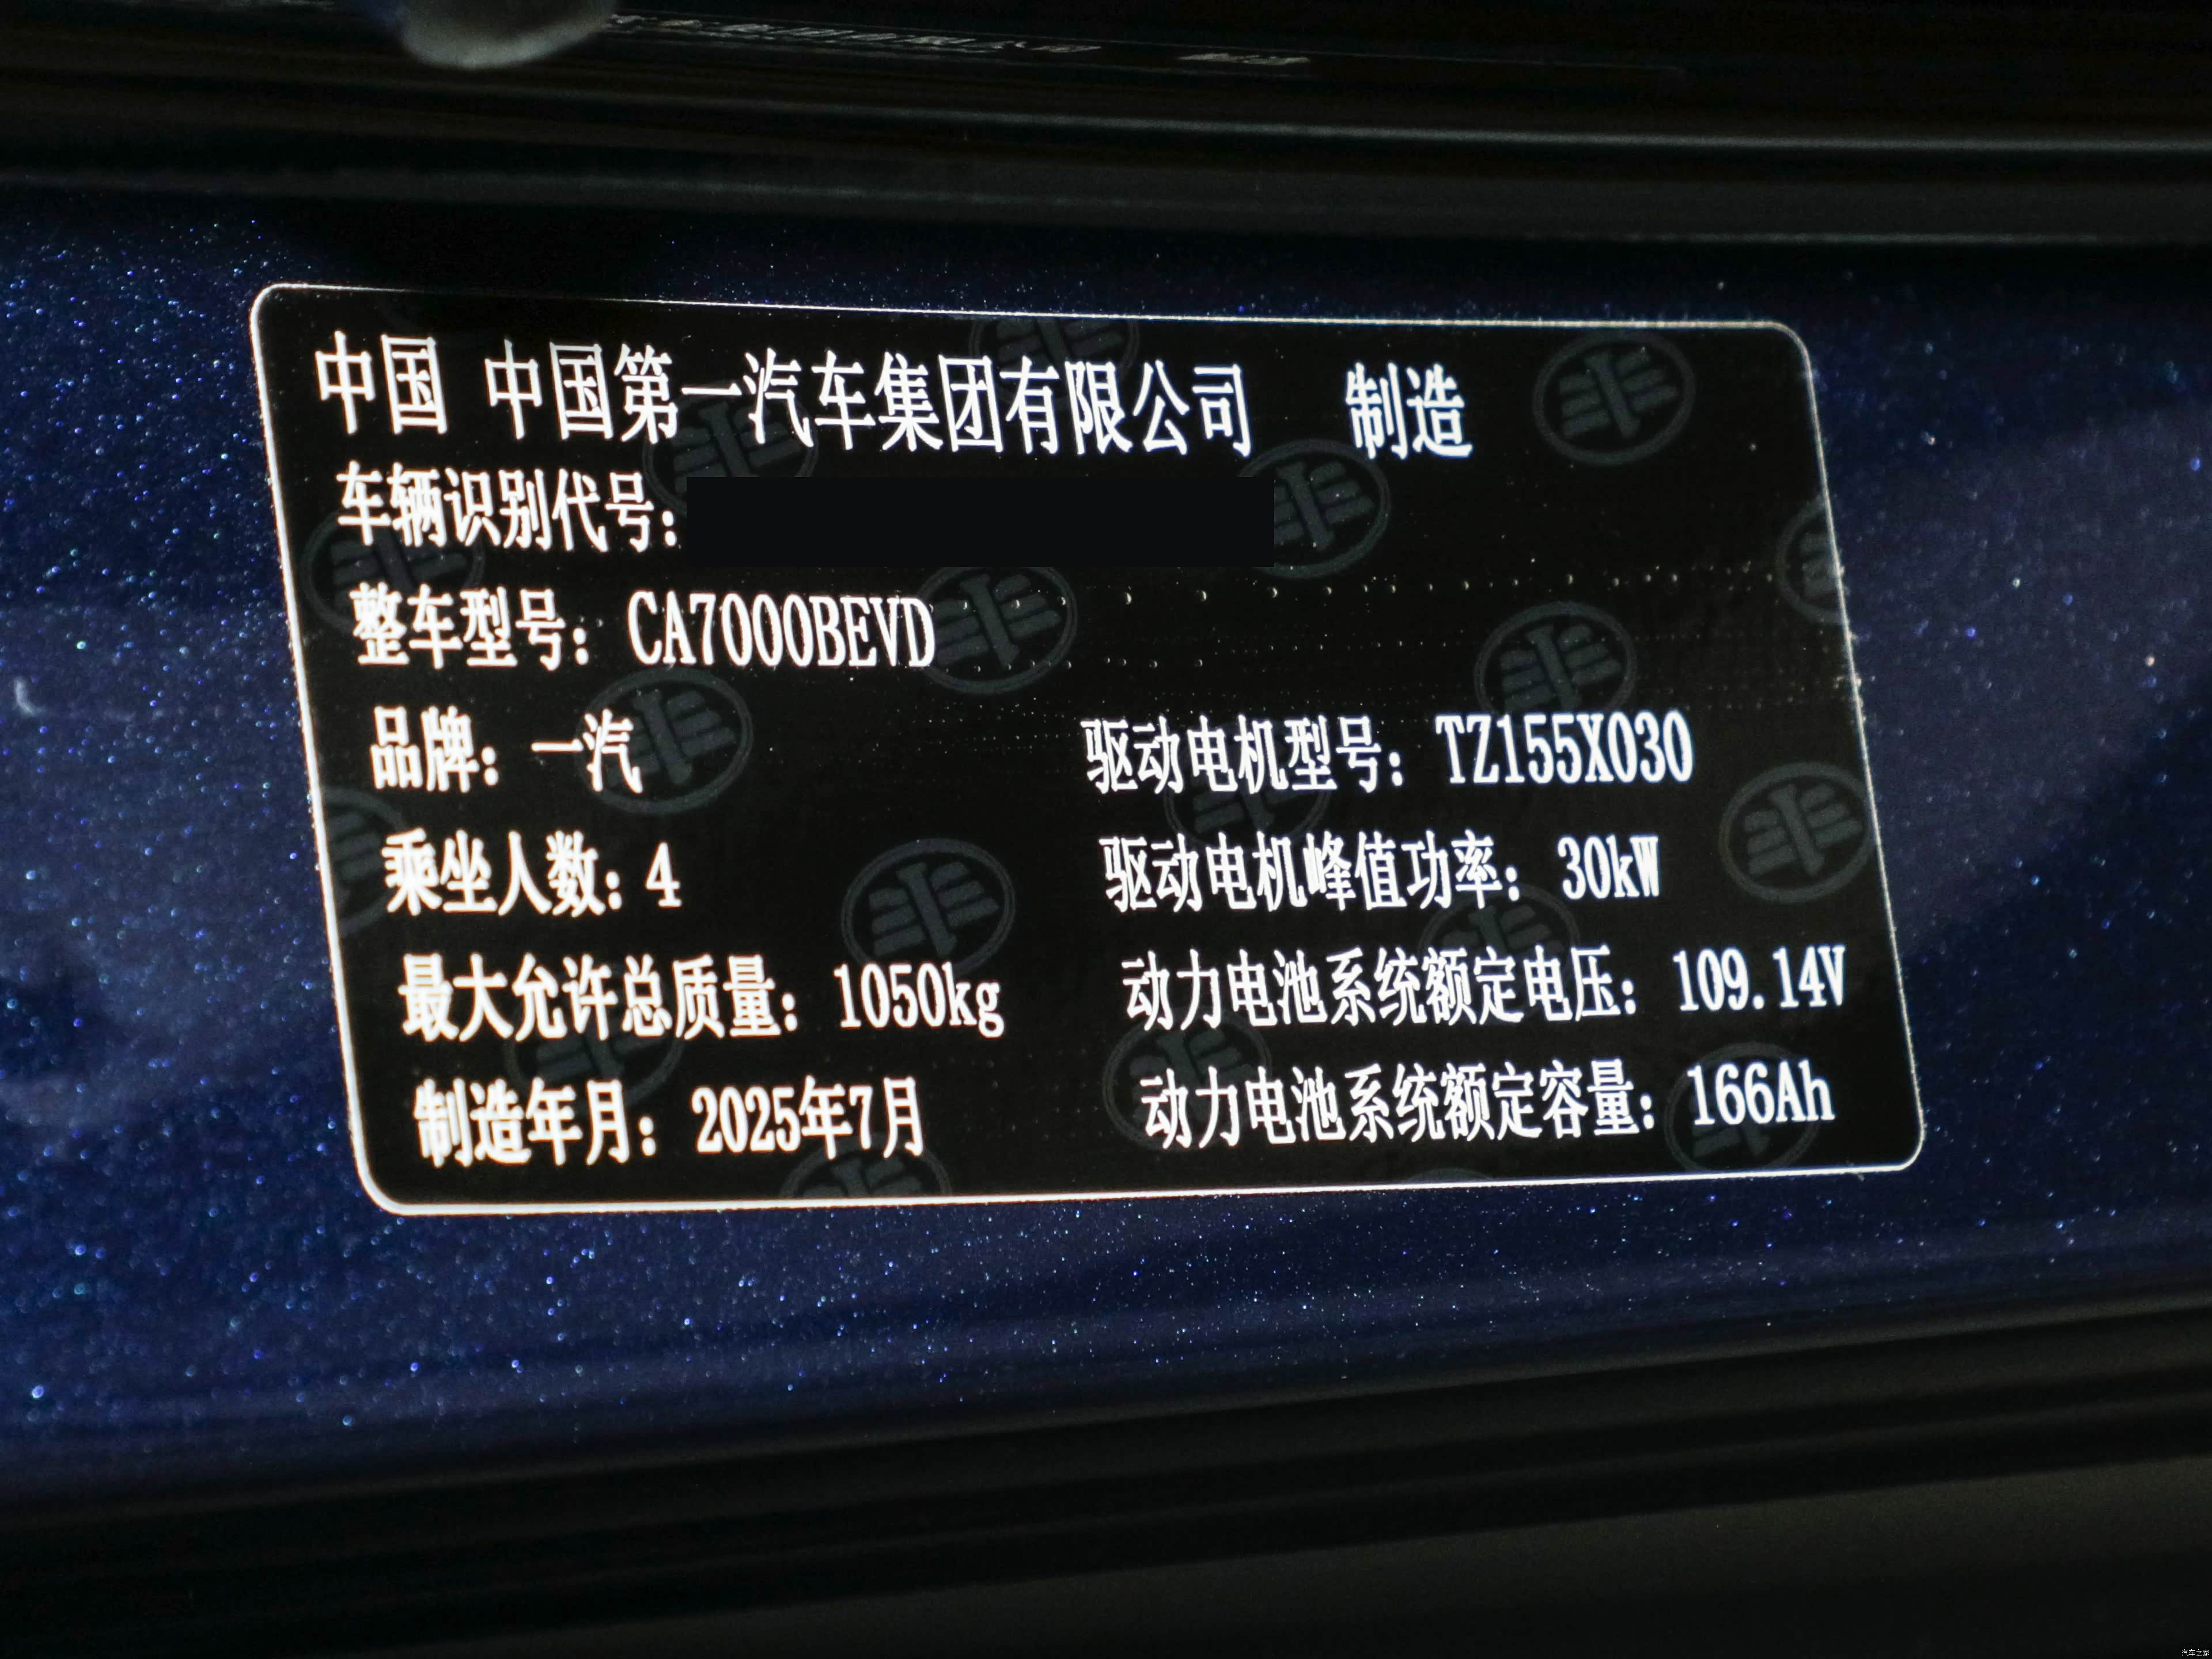 中国 中国第一汽车集团有限公司 制造
车辆识别代号：
整车型号：CA7000BEVD
品牌：一汽 驱动电机型号：TZ155X030
乘坐人数：4 驱动电机峰值功率：30kW
最大允许总质量：1050kg 动力电池系统额定电压：109.14V
制造年月：2025年7月 动力电池系统额定容量：166Ah
汽车之家